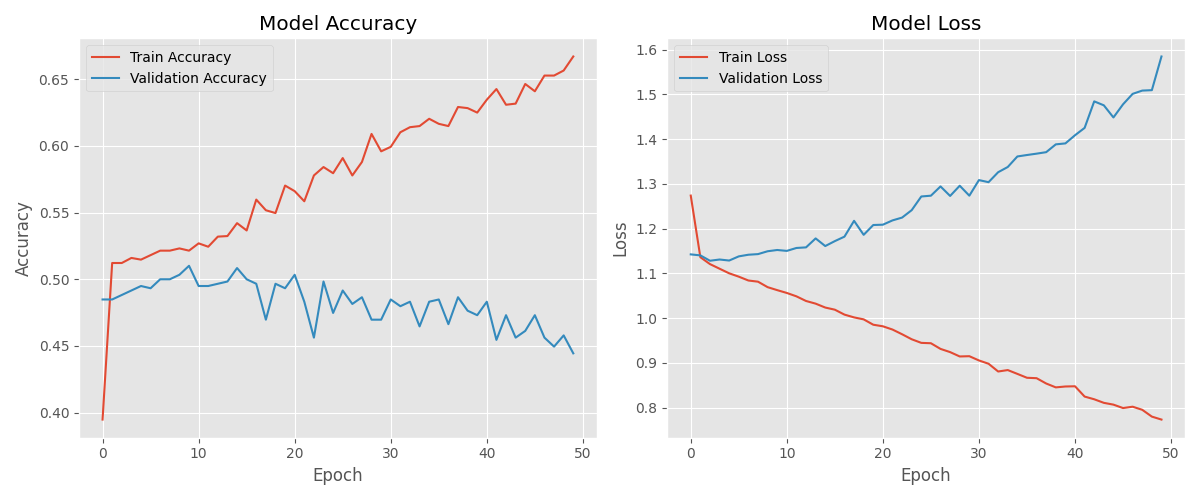 Model Accuracy
Train Accuracy
Validation Accuracy
0.65
0.60
0.55
0.50
0.45
0.40
Accuracy
0 10 20 30 40 50
Epoch
Model Loss
Train Loss
Validation Loss
1.6
1.5
1.4
1.3
1.2
1.1
1.0
0.9
0.8
Loss
0 10 20 30 40 50
Epoch